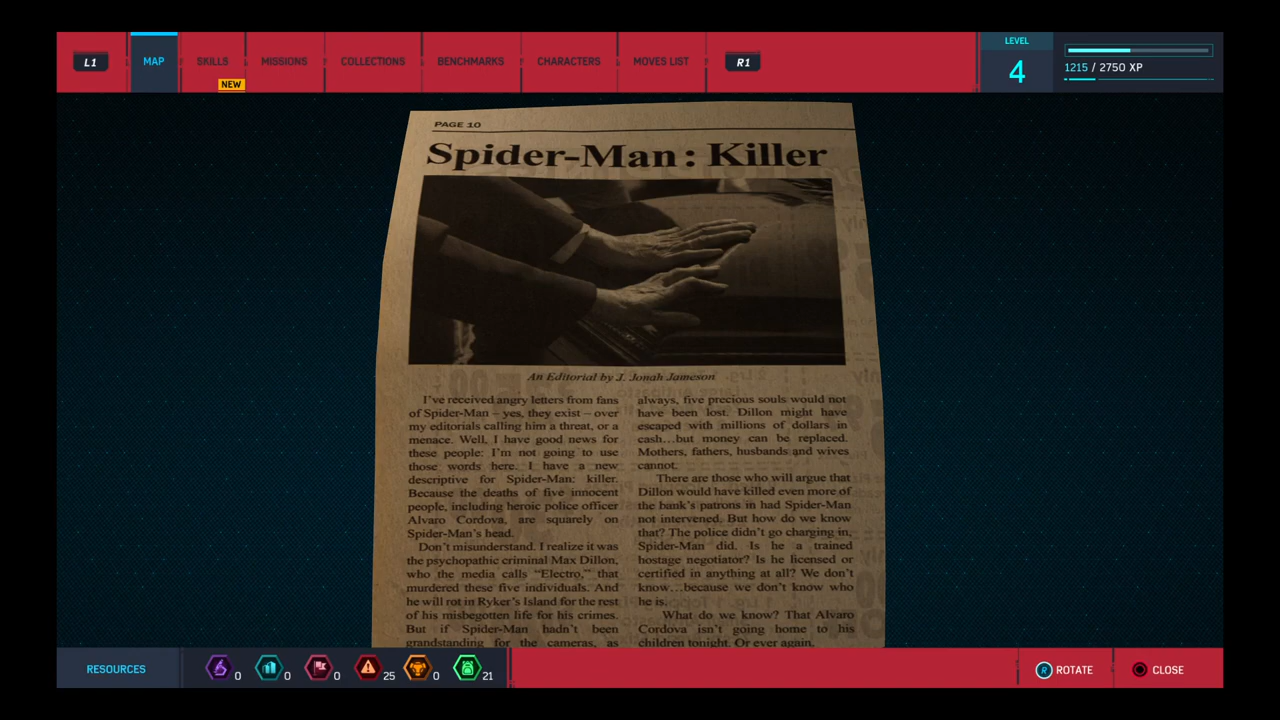 L1
MAP
SKILLS
NEW
MISSIONS
COLLECTIONS
BENCHMARKS
CHARACTERS
MOVES LIST
R1
LEVEL
4
1215 / 2750 XP
PAGE 10
Spider-Man: Killer
An Editorial by J. Jonah Jameson
I've received angry letters from fans
of Spider-Man – yes, they exist – over
my editorials calling him a threat, or a
menace. Well, I have good news for
these people: I'm not going to use
those words here. I have a new
descriptive for Spider-Man: killer.
Because the deaths of five innocent
people, including heroic police officer
Alvaro Cordova, are squarely on
Spider-Man's head.
Don't misunderstand. I realize it was
the psychopathic criminal Max Dillon,
who the media calls "Electro," that
murdered these five individuals. And
he will rot in Ryker's Island for the rest
of his misbegotten life for his crimes.
But if Spider-Man hadn't been
grandstanding for the cameras, as
always, five precious souls would not
have been lost. Dillon might have
escaped with millions of dollars in
cash...but money can be replaced.
Mothers, fathers, husbands and wives
cannot.
There are those who will argue that
Dillon would have killed even more of
the bank's patrons in had Spider-Man
not intervened. But how do we know
that? The police didn't go charging in,
Spider-Man did. Is he a trained
hostage negotiator? Is he licensed or
certified in anything at all? We don't
know...because we don't know who
he is.
What do we know? That Alvaro
Cordova isn't going home to his
children tonight. Or ever again.
RESOURCES
0
0
0
25
0
21
R ROTATE
CLOSE